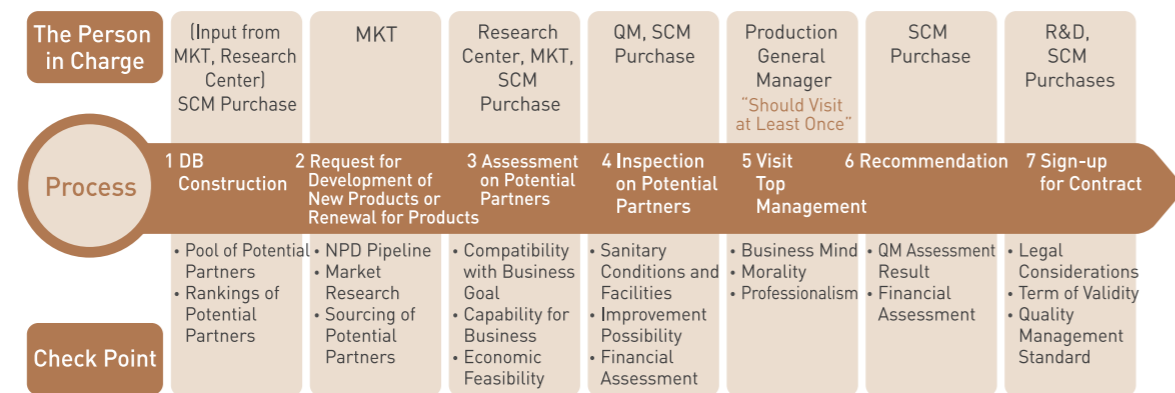 The Person
in Charge
(Input from
MKT, Research
Center)
SCM Purchase
MKT
Research
Center, MKT,
SCM
Purchase
QM, SCM
Purchase
Production
General
Manager
"Should Visit
at Least Once"
SCM
Purchase
R&D,
SCM
Purchases
Process
1 DB
Construction
2 Request for
Development of
New Products or
Renewal for Products
3 Assessment
on Potential
Partners
4 Inspection
on Potential
Partners
5 Visit
Top
Management
6 Recommendation
7 Sign-up
for Contract
Check Point
• Pool of Potential
Partners
• Rankings of
Potential
Partners
• NPD Pipeline
• Market
Research
• Sourcing of
Potential
Partners
• Compatibility
with Business
Goal
• Capability for
Business
• Economic
Feasibility
• Sanitary
Conditions and
Facilities
• Improvement
Possibility
• Financial
Assessment
• Business Mind
• Morality
• Professionalism
• QM Assessment
Result
• Financial
Assessment
• Legal
Considerations
• Term of Validity
• Quality
Management
Standard